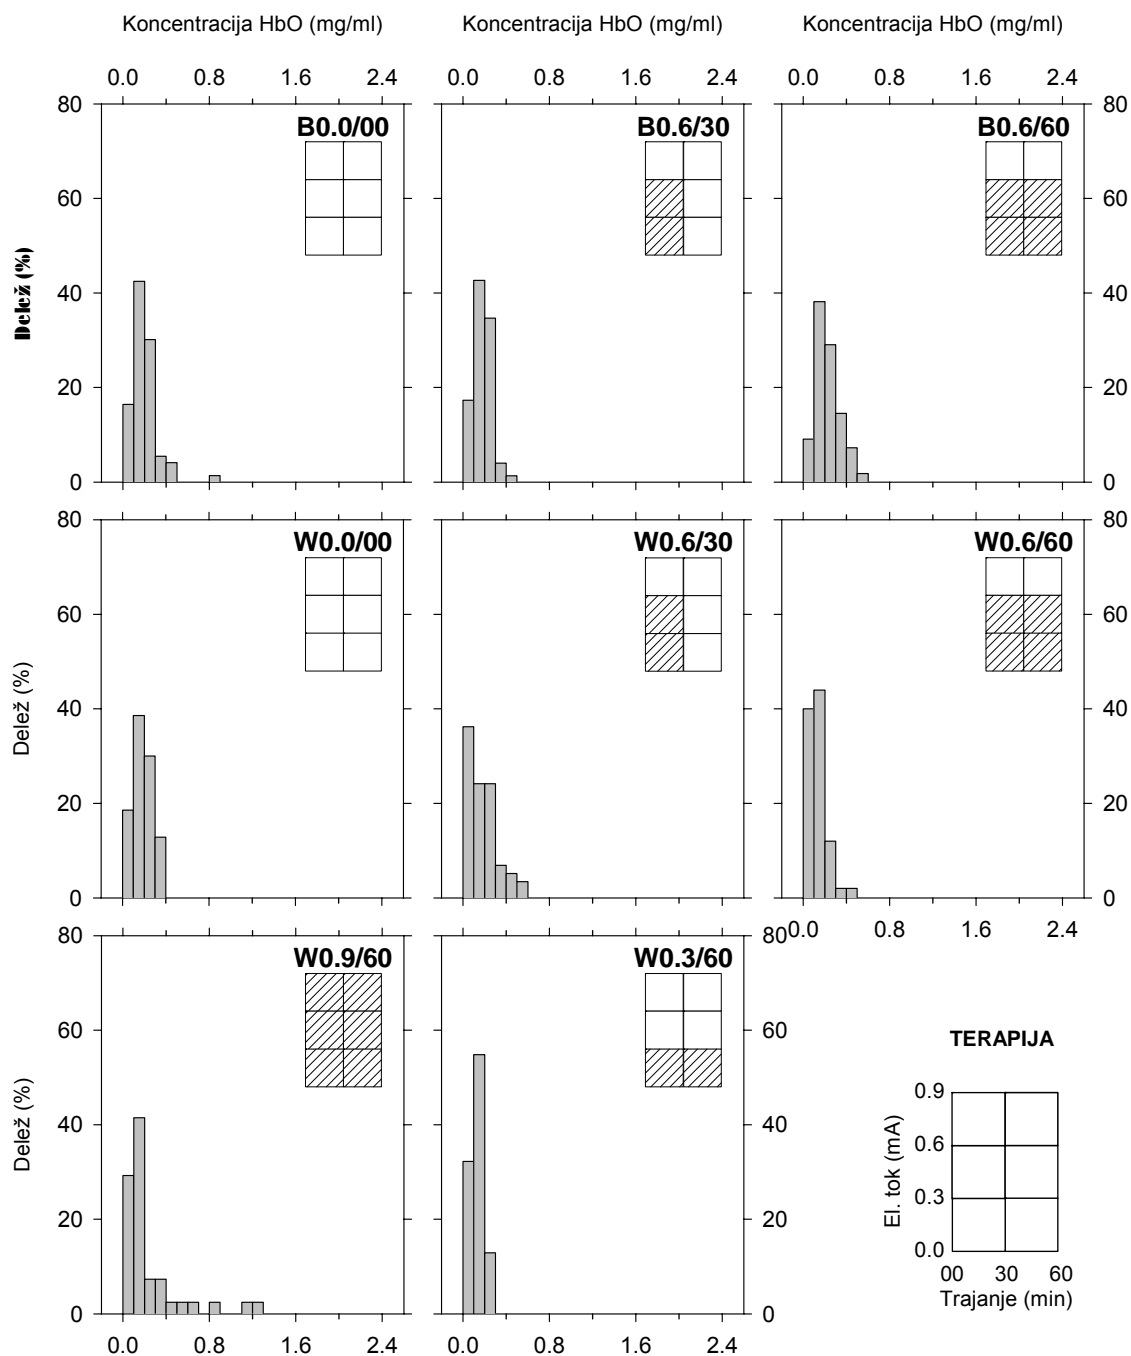 Koncentracija HbO (mg/ml) Koncentracija HbO (mg/ml) Koncentracija HbO (mg/ml)
0.0 0.8 1.6 2.4 0.0 0.8 1.6 2.4 0.0 0.8 1.6 2.4
80 80
B0.0/00 B0.6/30 B0.6/60
60 60
Delež (%)
40 40
20 20
0 0
80 80
W0.0/00 W0.6/30 W0.6/60
60 60
Delež (%)
40 40
20 20
0 0
0.0 0.8 1.6 2.4
80 80
W0.9/60 W0.3/60
60 60
Delež (%)
40 40
20 20
0 0
0.0 0.8 1.6 2.4 0.0 0.8 1.6 2.4
TERAPIJA
El. tok (mA)
0.9
0.6
0.3
0.0
00 30 60
Trajanje (min)